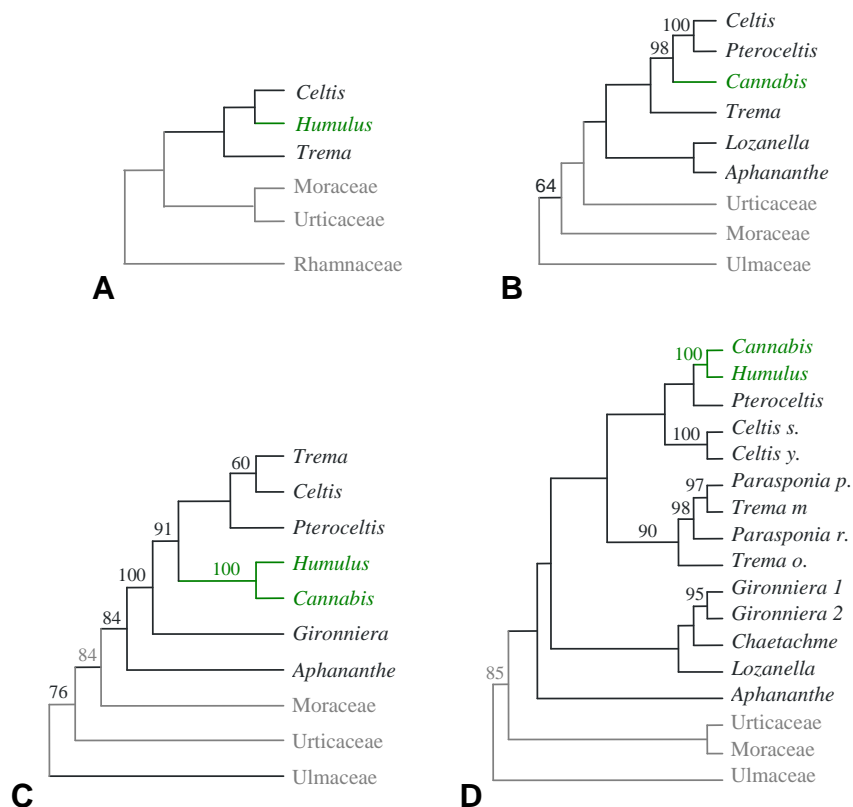 Celtis
Humulus
Trema
Moraceae
Urticaceae
Rhamnaceae
A
100
98
64
Celtis
Pteroceltis
Cannabis
Trema
Lozanella
Aphananthe
Urticaceae
Moraceae
Ulmaceae
B
60
91
100
100
84
84
76
Trema
Celtis
Pteroceltis
Humulus
Cannabis
Gironniera
Aphananthe
Moraceae
Urticaceae
Ulmaceae
C
100
100
97
98
90
95
85
Cannabis
Humulus
Pteroceltis
Celtis s.
Celtis y.
Parasponia p.
Trema m
Parasponia r.
Trema o.
Gironniera 1
Gironniera 2
Chaetachme
Lozanella
Aphananthe
Urticaceae
Moraceae
Ulmaceae
D